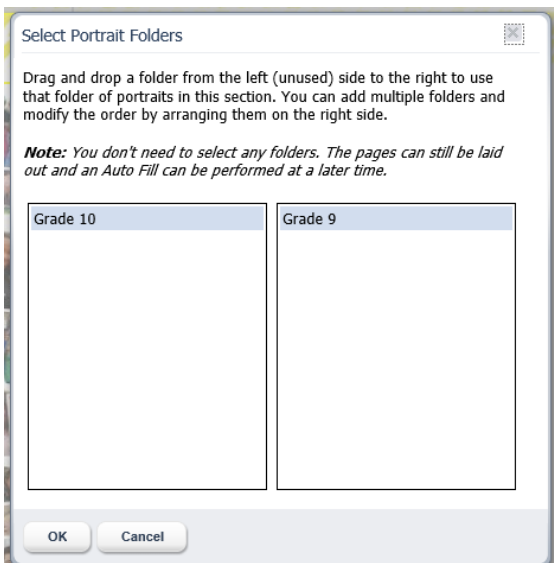 Select Portrait Folders
Drag and drop a folder from the left (unused) side to the right to use
that folder of portraits in this section. You can add multiple folders and
modify the order by arranging them on the right side.
Note: You don't need to select any folders. The pages can still be laid
out and an Auto Fill can be performed at a later time.
Grade 10
Grade 9
OK
Cancel